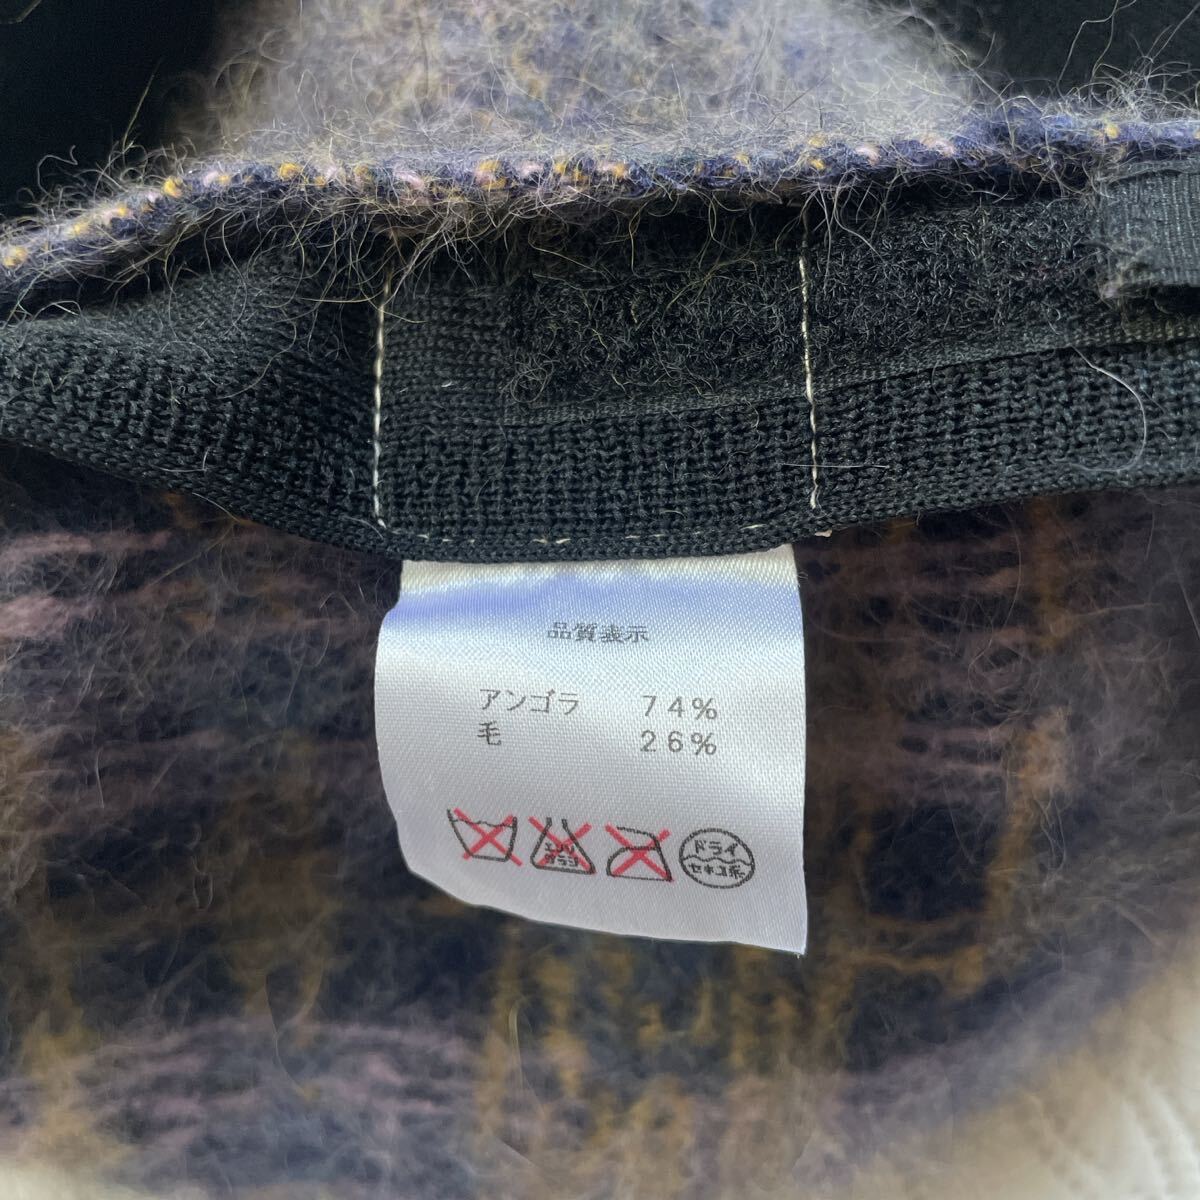 品質表示
アンゴラ 74%
毛 26%
エンソ サラシ
ドライ
セキユ系